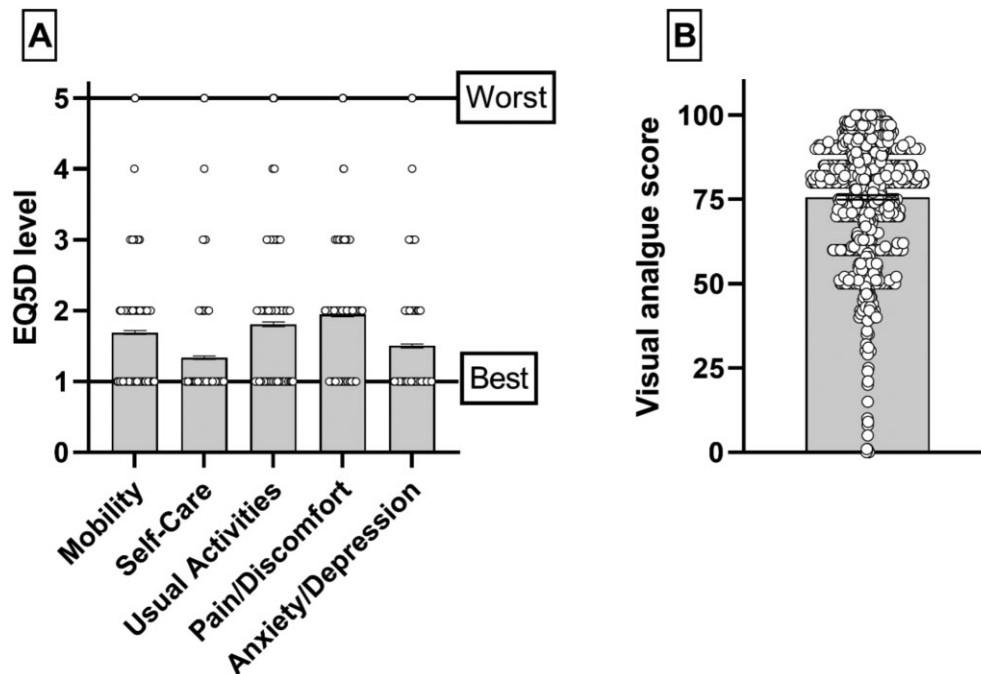 A
EQ5D level
5
4
3
2
1
0
Worst
Best
Mobility
Self-Care
Usual Activities
Pain/Discomfort
Anxiety/Depression
B
Visual analgue score
100
75
50
25
0